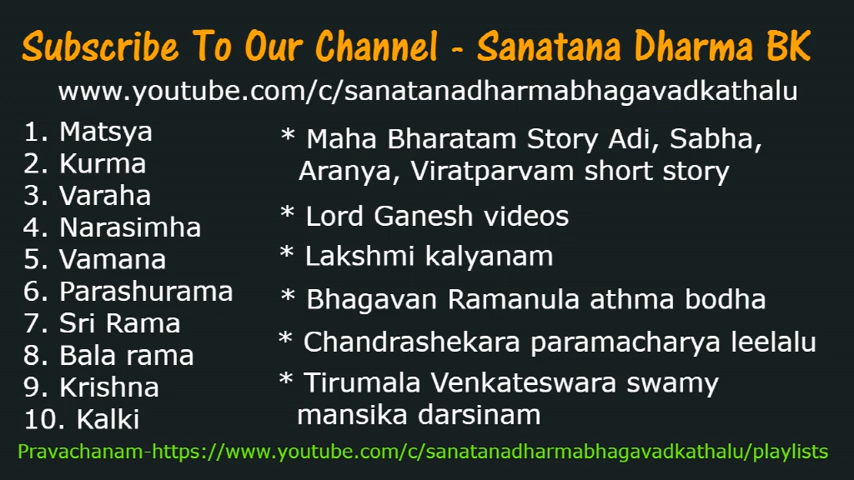 Subscribe To Our Channel - Sanatana Dharma BK
www.youtube.com/c/sanatanadharmabhagavadkathalu
1. Matsya
2. Kurma
3. Varaha
4. Narasimha
5. Vamana
6. Parashurama
7. Sri Rama
8. Bala rama
9. Krishna
10. Kalki
* Maha Bharatam Story Adi, Sabha,
Aranya, Viratparvam short story
* Lord Ganesh videos
* Lakshmi kalyanam
* Bhagavan Ramanula athma bodha
* Chandrashekara paramacharya leelalu
* Tirumala Venkateswara swamy
mansika darsinam
Pravachanam-https://www.youtube.com/c/sanatanadharmabhagavadkathalu/playlists